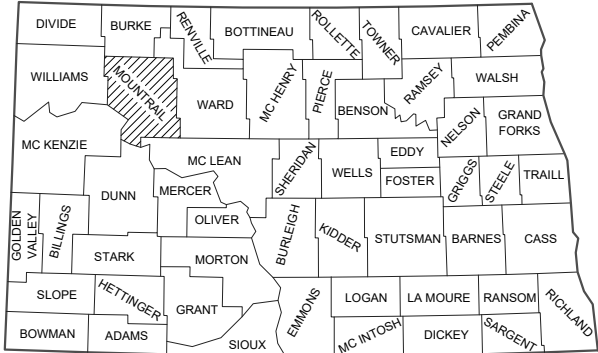 DIVIDE
BURKE
RENVILLE
BOTTINEAU
ROLLETTE
TOWNER
CAVALIER
PEMBINA
WILLIAMS
MOUNTRAIL
WARD
MC HENRY
PIERCE
BENSON
RAMSEY
WALSH
NELSON
GRAND
FORKS
MC KENZIE
MC LEAN
SHERIDAN
WELLS
EDDY
FOSTER
GRIGGS
STEELE
TRAILL
DUNN
MERCER
OLIVER
GOLDEN
VALLEY
BILLINGS
STARK
MORTON
BURLEIGH
KIDDER
STUTSMAN
BARNES
CASS
SLOPE
HETTINGER
GRANT
EMMONS
LOGAN
LA MOURE
RANSOM
RICHLAND
BOWMAN
ADAMS
SIOUX
MC INTOSH
DICKEY
SARGENT